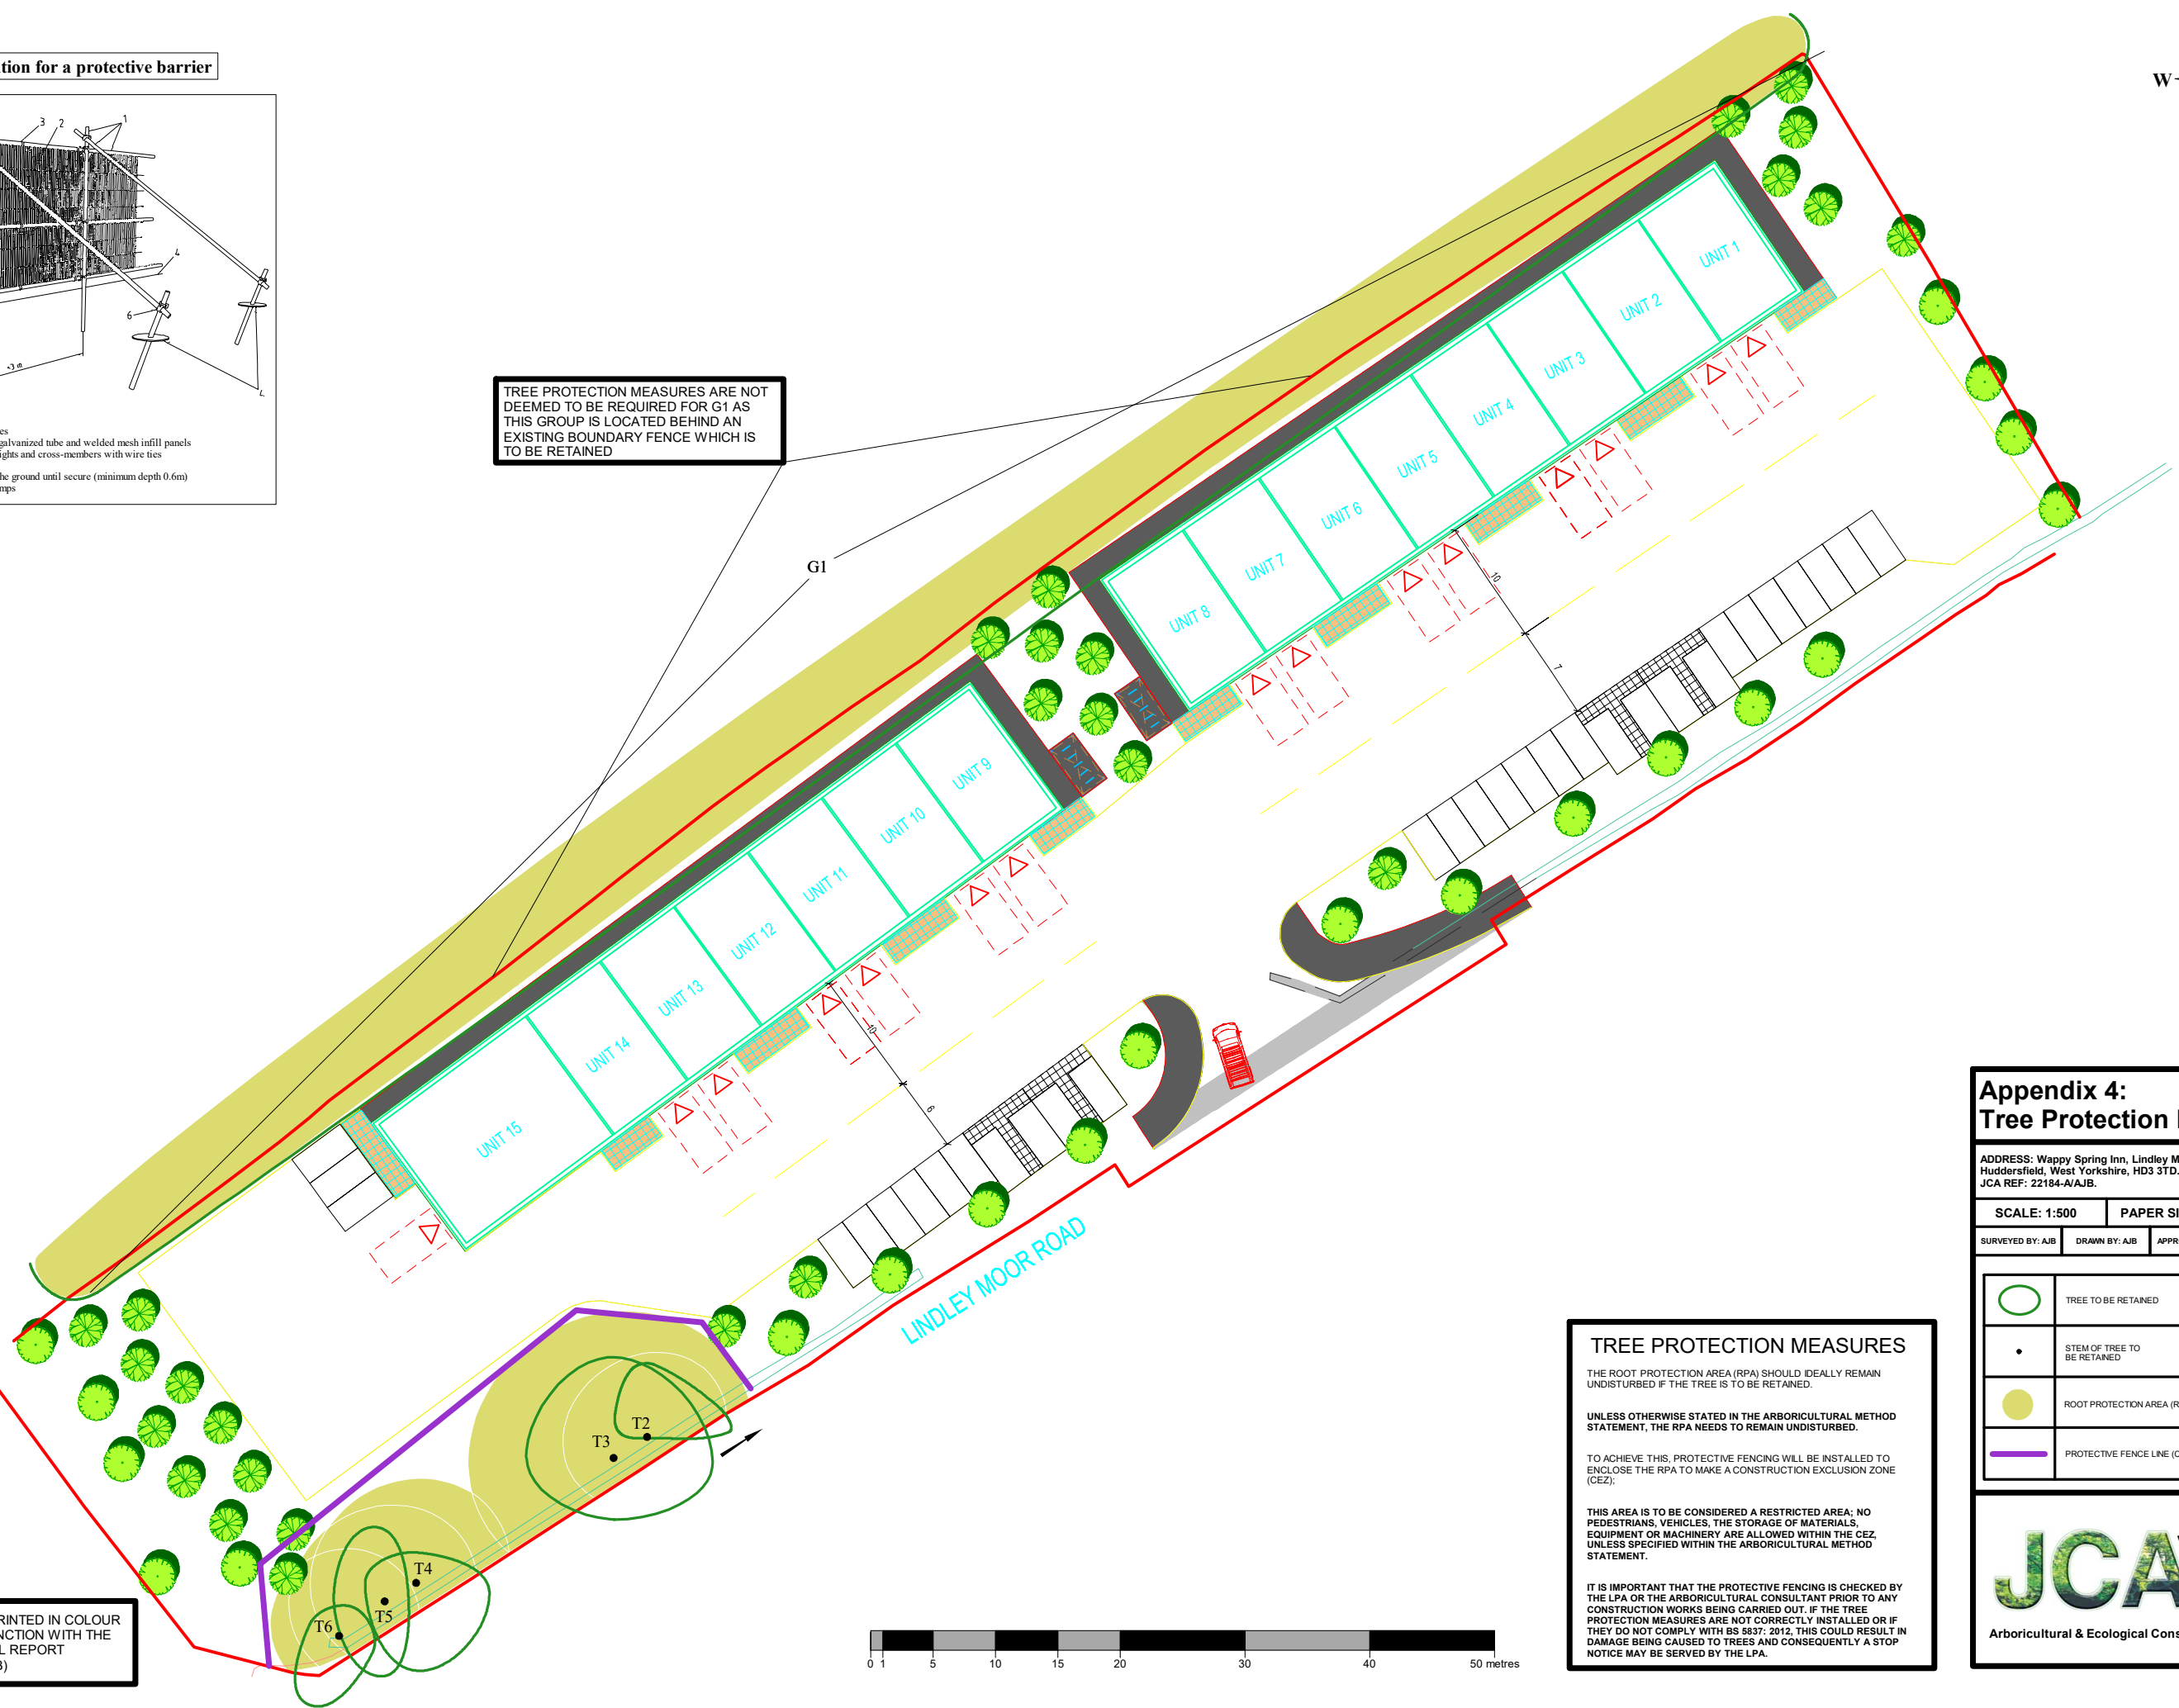 tion for a protective barrier
W
3
2
1
4
6
es
galvanized tube and welded mesh infill panels
ights and cross-members with wire ties
he ground until secure (minimum depth 0.6m)
mps
TREE PROTECTION MEASURES ARE NOT
DEEMED TO BE REQUIRED FOR G1 AS
THIS GROUP IS LOCATED BEHIND AN
EXISTING BOUNDARY FENCE WHICH IS
TO BE RETAINED
G1
UNIT 1
UNIT 2
UNIT 3
UNIT 4
UNIT 5
UNIT 6
UNIT 7
UNIT 8
UNIT 9
UNIT 10
UNIT 11
UNIT 12
UNIT 13
UNIT 14
UNIT 15
10
7
10
6
LINDLEY MOOR ROAD
T2
T3
T4
T5
T6
RINTED IN COLOUR
NCTION WITH THE
L REPORT
B)
0 1 5 10 15 20 30 40 50 metres
TREE PROTECTION MEASURES
THE ROOT PROTECTION AREA (RPA) SHOULD IDEALLY REMAIN
UNDISTURBED IF THE TREE IS TO BE RETAINED.
UNLESS OTHERWISE STATED IN THE ARBORICULTURAL METHOD
STATEMENT, THE RPA NEEDS TO REMAIN UNDISTURBED.
TO ACHIEVE THIS, PROTECTIVE FENCING WILL BE INSTALLED TO
ENCLOSE THE RPA TO MAKE A CONSTRUCTION EXCLUSION ZONE
(CEZ);
THIS AREA IS TO BE CONSIDERED A RESTRICTED AREA; NO
PEDESTRIANS, VEHICLES, THE STORAGE OF MATERIALS,
EQUIPMENT OR MACHINERY ARE ALLOWED WITHIN THE CEZ,
UNLESS SPECIFIED WITHIN THE ARBORICULTURAL METHOD
STATEMENT.
IT IS IMPORTANT THAT THE PROTECTIVE FENCING IS CHECKED BY
THE LPA OR THE ARBORICULTURAL CONSULTANT PRIOR TO ANY
CONSTRUCTION WORKS BEING CARRIED OUT. IF THE TREE
PROTECTION MEASURES ARE NOT CORRECTLY INSTALLED OR IF
THEY DO NOT COMPLY WITH BS 5837: 2012, THIS COULD RESULT IN
DAMAGE BEING CAUSED TO TREES AND CONSEQUENTLY A STOP
NOTICE MAY BE SERVED BY THE LPA.
Appendix 4:
Tree Protection
ADDRESS: Wappy Spring Inn, Lindley M
Huddersfield, West Yorkshire, HD3 3TD.
JCA REF: 22184-A/AJB.
SCALE: 1:500 PAPER SI
SURVEYED BY: AJB DRAWN BY: AJB APPR
TREE TO BE RETAINED
STEM OF TREE TO
BE RETAINED
ROOT PROTECTION AREA (R
PROTECTIVE FENCE LINE (C
JCA
Arboricultural & Ecological Cons